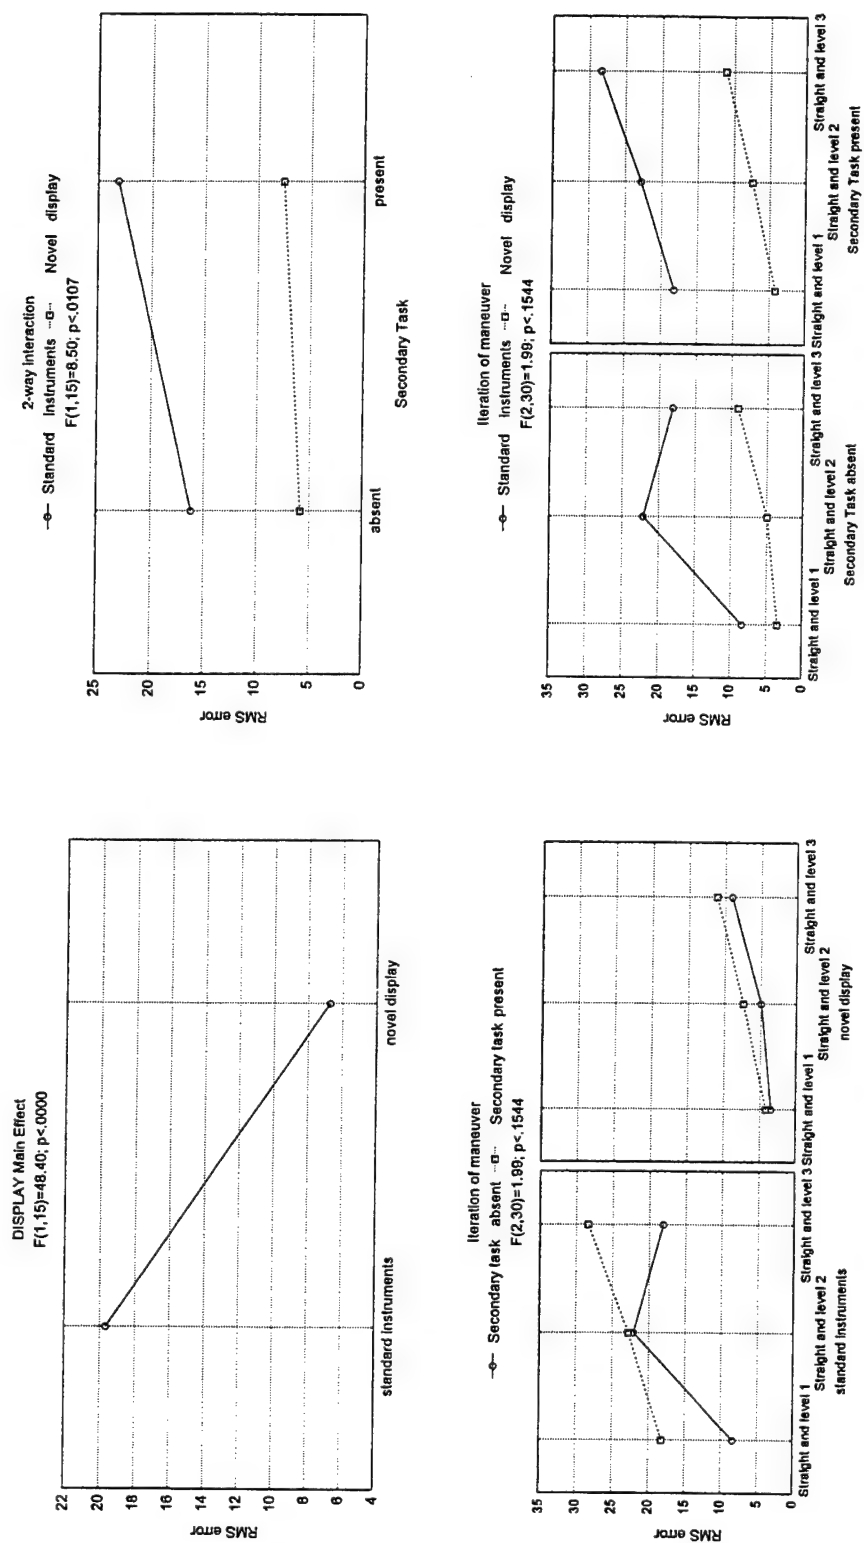 DISPLAY Main Effect
F(1,15)=48.40; p<.0000
RMS error
22
20
18
16
14
12
10
8
6
4
standard instruments
novel display
2-way interaction
Standard Instruments Novel display
F(1,15)=8.50; p<.0107
RMS error
25
20
15
10
5
0
absent
present
Secondary Task
Iteration of maneuver
Secondary task absent Secondary task present
F(2,30)=1.99; p<.1544
RMS error
35
30
25
20
15
10
5
0
Straight and level 1
Straight and level 2
Straight and level 3
standard instruments
Straight and level 1
Straight and level 2
Straight and level 3
novel display
Iteration of maneuver
Standard Instruments Novel display
F(2,30)=1.99; p<.1544
RMS error
35
30
25
20
15
10
5
0
Straight and level 1
Straight and level 2
Straight and level 3
Secondary Task absent
Straight and level 1
Straight and level 2
Straight and level 3
Secondary Task present